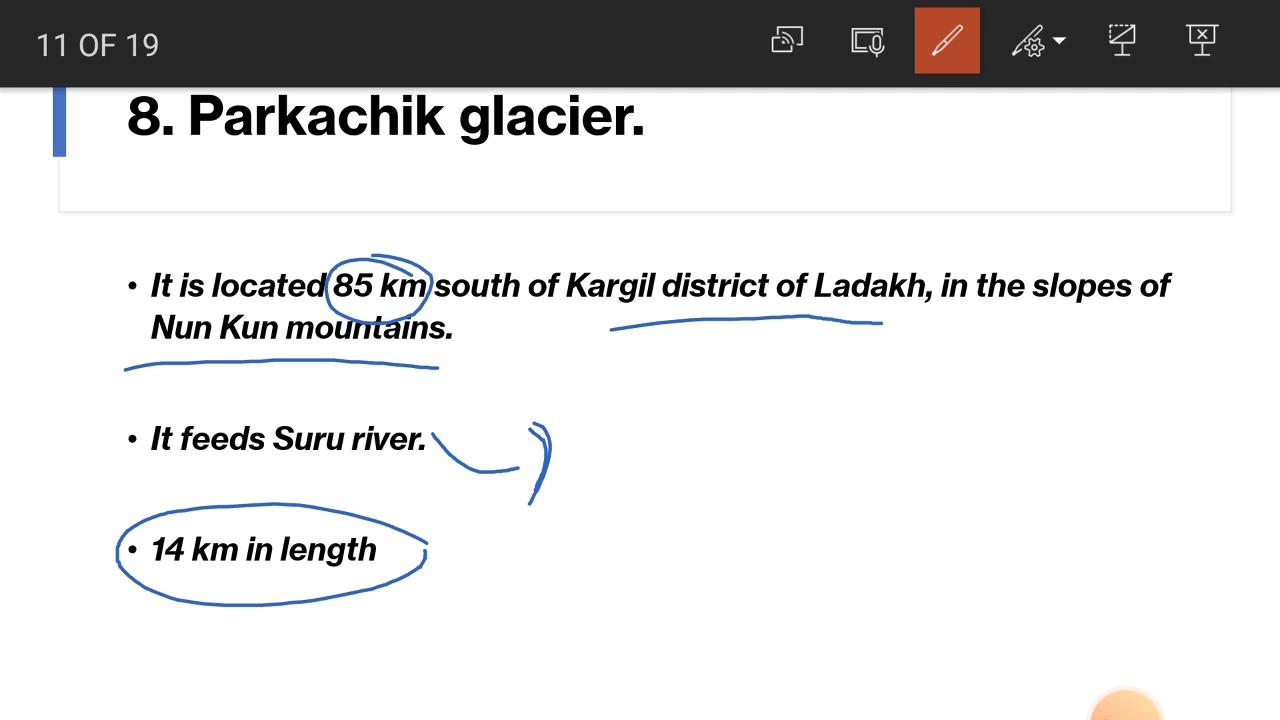 11 OF 19
8. Parkachik glacier.
• It is located 85 km south of Kargil district of Ladakh, in the slopes of
Nun Kun mountains.
• It feeds Suru river.
• 14 km in length